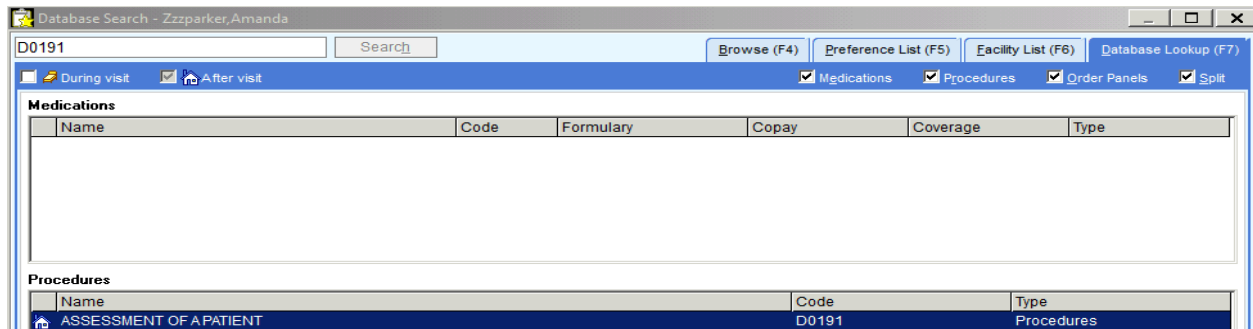 Database Search - Zzzparker,Amanda
D0191 Search Browse (F4) Preference List (F5) Facility List (F6) Database Lookup (F7)
During visit After visit Medications Procedures Order Panels Split
Medications
Name Code Formulary Copay Coverage Type
Procedures
Name Code Type
ASSESSMENT OF A PATIENT D0191 Procedures